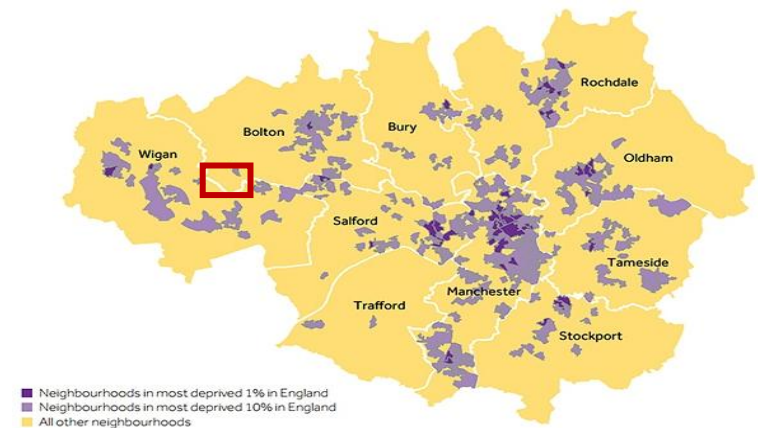 Rochdale
Bolton
Bury
Wigan
Oldham
Salford
Tameside
Manchester
Trafford
Stockport
Neighbourhoods in most deprived 1% in England
Neighbourhoods in most deprived 10% in England
All other neighbourhoods